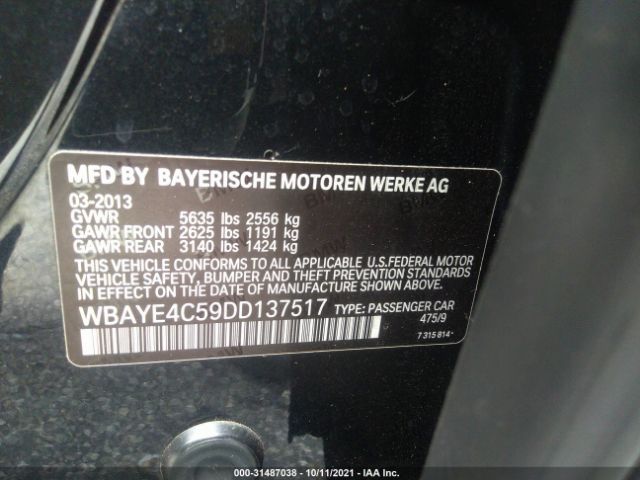 MFD BY BAYERISCHE MOTOREN WERKE AG
03-2013
GVWR 5635 lbs 2556 kg
GAWR FRONT 2625 lbs 1191 kg
GAWR REAR 3140 lbs 1424 kg
THIS VEHICLE CONFORMS TO ALL APPLICABLE U.S.FEDERAL MOTOR
VEHICLE SAFETY, BUMPER AND THEFT PREVENTION STANDARDS
IN EFFECT ON THE DATE OF MANUFACTURE SHOWN ABOVE.
WBAYE4C59DD137517 TYPE: PASSENGER CAR
475/9
7 315 814
000-31487038 - 10/11/2021 - IAA Inc.